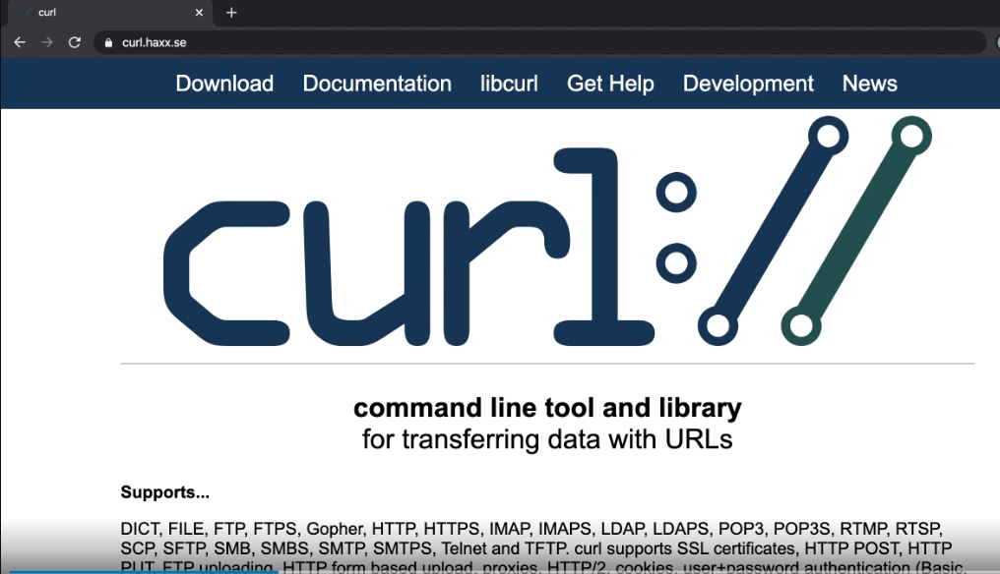 curl
curl.haxx.se
Download Documentation libcurl Get Help Development News
curl://
command line tool and library
for transferring data with URLs
Supports...
DICT, FILE, FTP, FTPS, Gopher, HTTP, HTTPS, IMAP, IMAPS, LDAP, LDAPS, POP3, POP3S, RTMP, RTSP,
SCP, SFTP, SMB, SMBS, SMTP, SMTPS, Telnet and TFTP. curl supports SSL certificates, HTTP POST, HTTP
PUT, FTP uploading, HTTP form based upload, proxies, HTTP/2, cookies, user+password authentication (Basic,